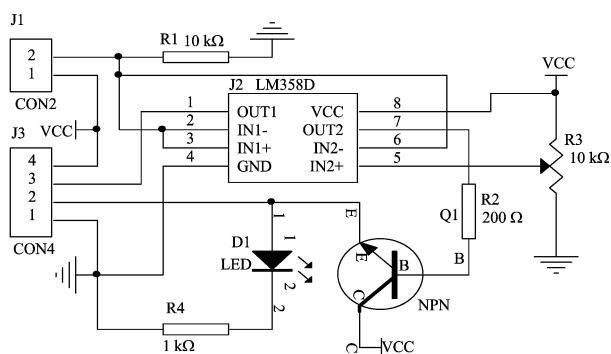 J1
2
1
CON2
R1 10 kΩ
J2 LM358D
1
2
3
4
OUT1
IN1-
IN1+
GND
VCC
OUT2
IN2-
IN2+
8
7
6
5
VCC
R3
10 kΩ
VCC
J3
4
3
2
1
CON4
R2
200 Ω
Q1
B
E
E
B
C
C
NPN
VCC
1
1
D1
LED
2
2
R4
1 kΩ